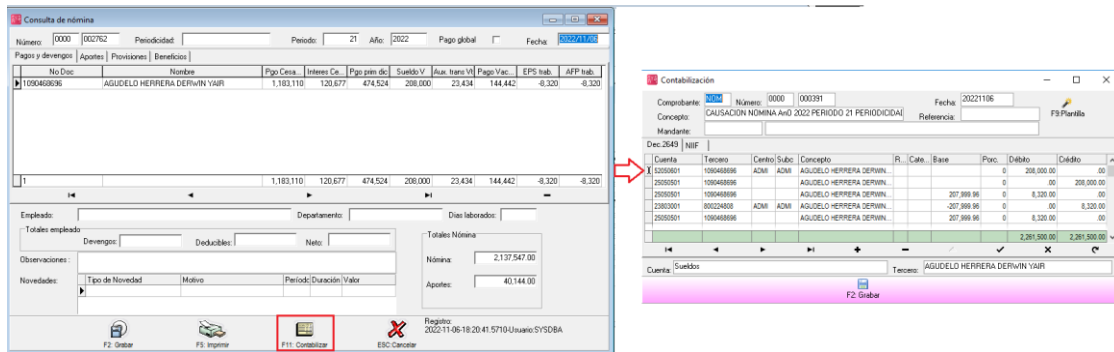 Consulta de nómina
Número: 0000 002762 Periodicidad: Periodo: 21 Año: 2022 Pago global Fecha: 2022/11/06
Pagos y devengos Aportes Provisiones Beneficios
No Doc Nombre Pgo Cesa... Interes Ce... Pgo prim dic Sueldo V Aux. trans Vt Pago Vac... EPS trab. AFP trab.
1090468696 AGUDELO HERRERA DERWIN YAIR 1,183,110 120,677 474,524 208,000 23,434 144,442 -8,320 -8,320
1 1,183,110 120,677 474,524 208,000 23,434 144,442 -8,320 -8,320
Empleado: Departamento: Dias laborados:
Totales empleado
Devengos: Deducibles: Neto:
Totales Nómina
Observaciones:
Nómina: 2,137,547.00
Novedades: Tipo de Novedad Motivo Períodc Duración Valor
Aportes: 40,144.00
F2: Grabar F5: Imprimir F11: Contabilizar ESC:Cancelar
Registro:
2022-11-06-18:20:41.5710-Usuario:SYSDBA
Contabilización
Comprobante: NOM Número: 0000 000391 Fecha: 20221106
Concepto: CAUSACION NOMINA AnO 2022 PERIODO 21 PERIODICIDAI Referencia: F9:Plantilla
Mandante:
Dec.2649 NIIF
Cuenta Tercero Centro Subc Concepto R... Cate... Base Porc. Débito Crédito
52050601 1090468696 ADMI ADMI AGUDELO HERRERA DERWIN... 0 208,000.00 .00
25050501 1090468696 AGUDELO HERRERA DERWIN... 0 .00 208,000.00
25050501 1090468696 AGUDELO HERRERA DERWIN... 207,999.96 0 8,320.00 .00
23803001 800224808 ADMI ADMI AGUDELO HERRERA DERWIN... -207,999.96 0 .00 8,320.00
25050501 1090468696 AGUDELO HERRERA DERWIN... 207,999.96 0 8,320.00 .00
2,261,500.00 2,261,500.00
Cuenta: Sueldos Tercero: AGUDELO HERRERA DERWIN YAIR
F2: Grabar